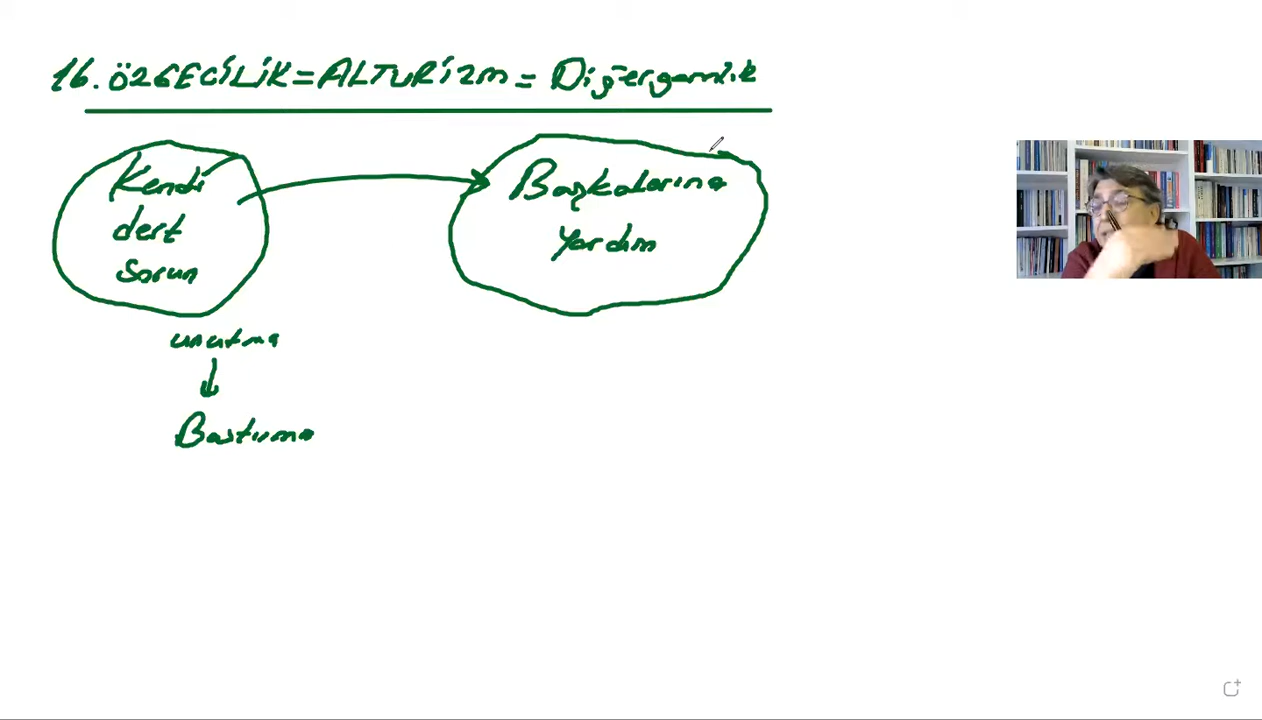 16. ÖZGECİLİK = ALTURİZM = Diğergamlık
Kendi
dert
sorun
Başkalarına
Yardım
unutma
Bastırma